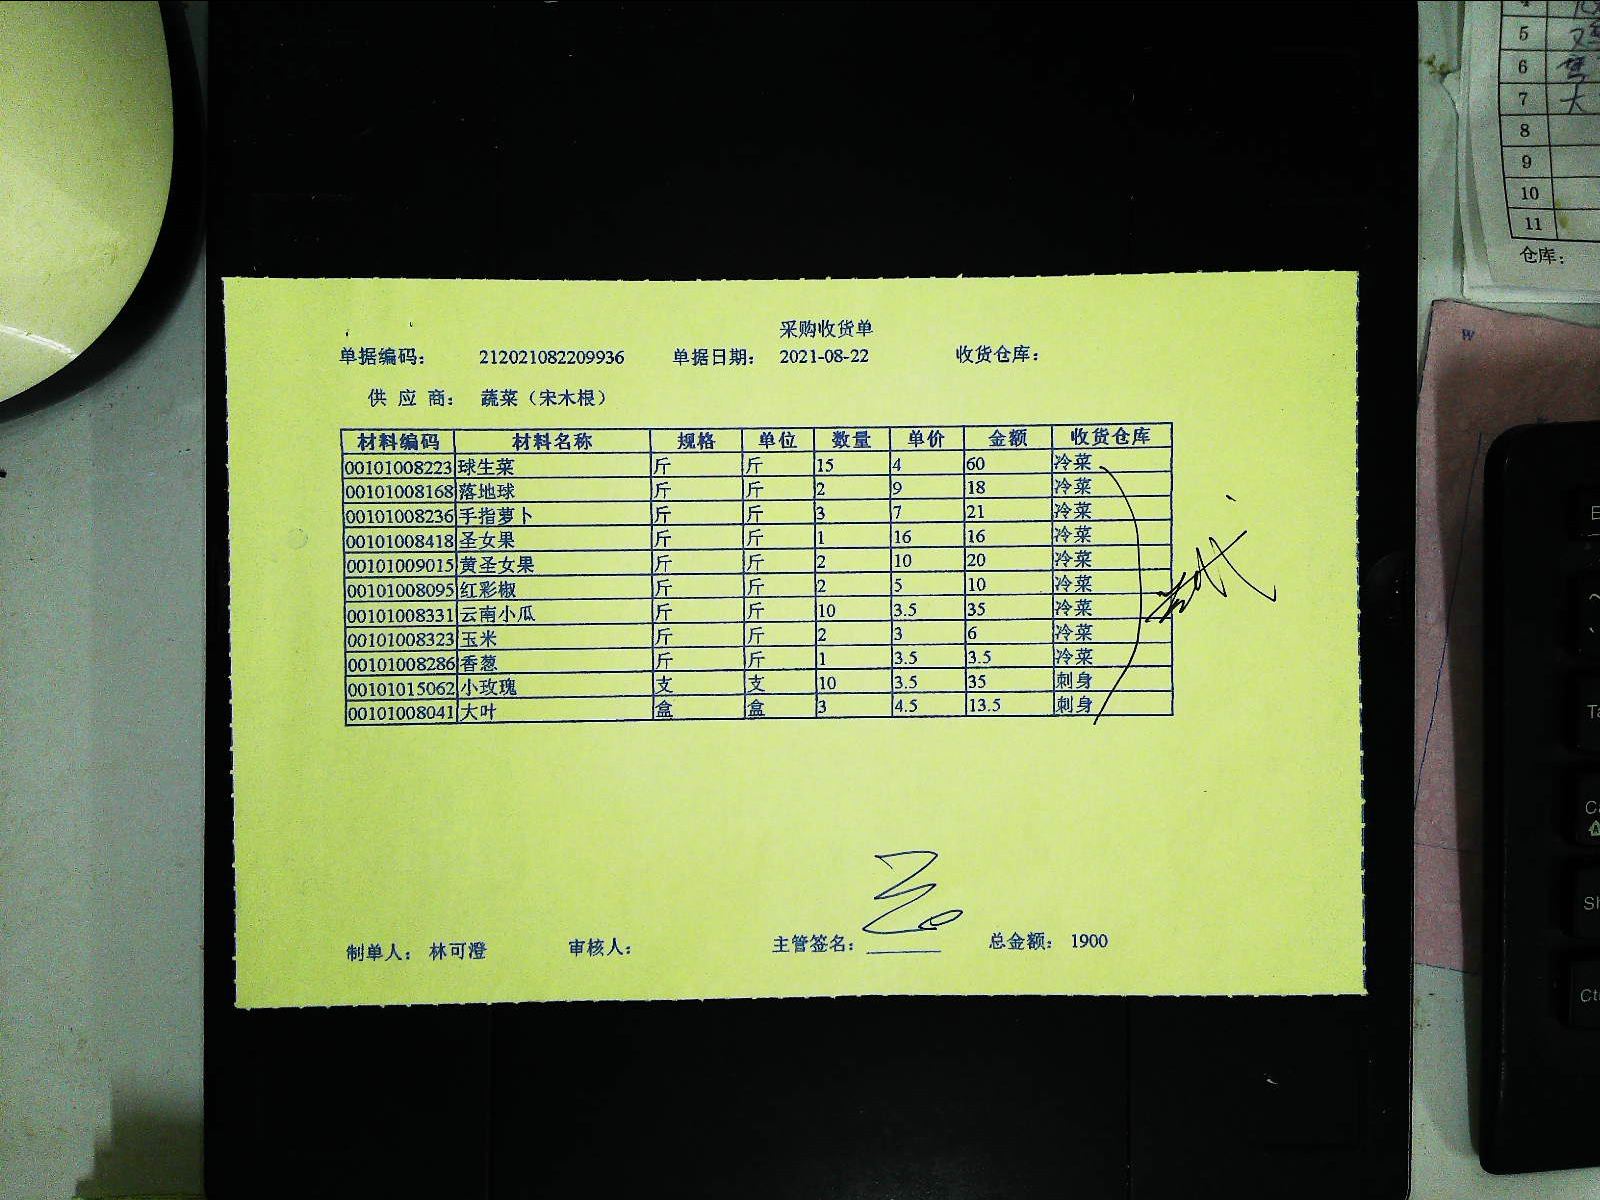 采购收货单
单据编码： 212021082209936 单据日期： 2021-08-22 收货仓库：
供 应 商： 蔬菜（宋木根）
材料编码 材料名称 规格 单位 数量 单价 金额 收货仓库
00101008223 球生菜 斤 斤 15 4 60 冷菜
00101008168 落地球 斤 斤 2 9 18 冷菜
00101008236 手指萝卜 斤 斤 3 7 21 冷菜
00101008418 圣女果 斤 斤 1 16 16 冷菜
00101009015 黄圣女果 斤 斤 2 10 20 冷菜
00101008095 红彩椒 斤 斤 2 5 10 冷菜
00101008331 云南小瓜 斤 斤 10 3.5 35 冷菜
00101008323 玉米 斤 斤 2 3 6 冷菜
00101008286 香葱 斤 斤 1 3.5 3.5 冷菜
00101015062 小玫瑰 支 支 10 3.5 35 刺身
00101008041 大叶 盒 盒 3 4.5 13.5 刺身
制单人： 林可澄 审核人： 主管签名： 总金额： 1900
5
6
7 大
8
9
10
11
仓库：
W